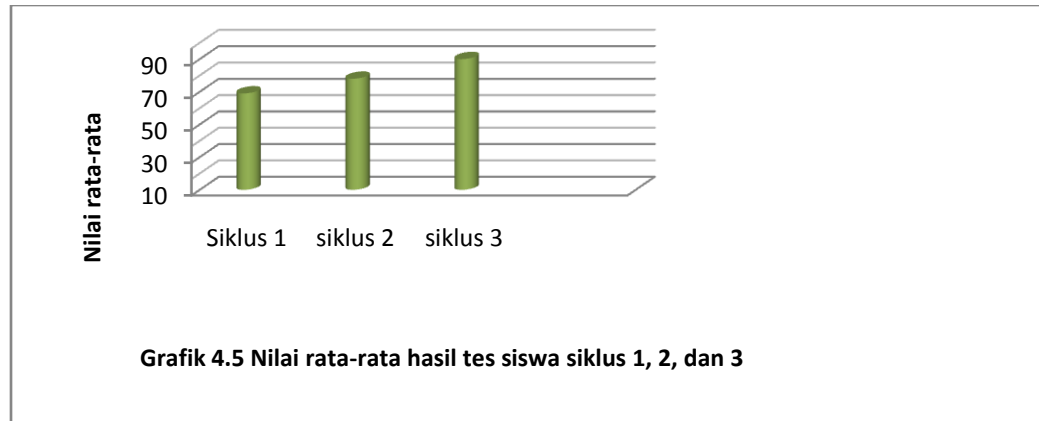 90
70
50
30
10
Nilai rata-rata
Siklus 1 siklus 2 siklus 3
Grafik 4.5 Nilai rata-rata hasil tes siswa siklus 1, 2, dan 3